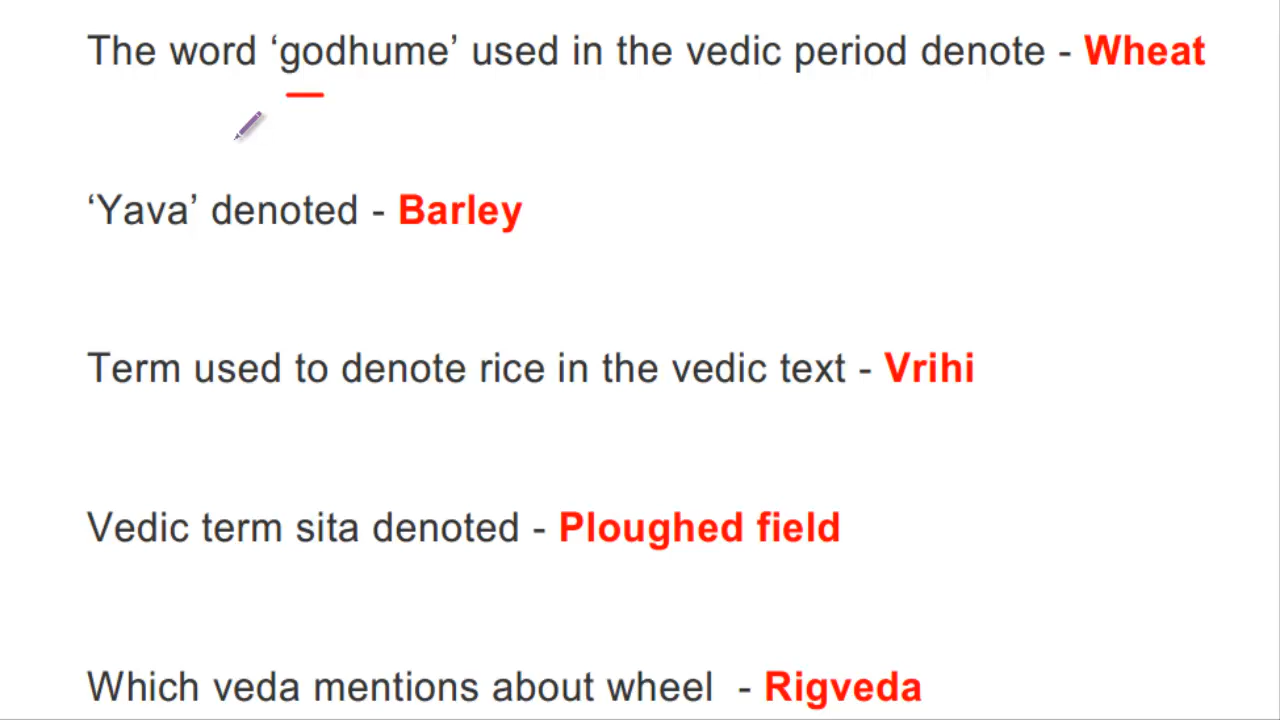 The word ‘godhume’ used in the vedic period denote - Wheat
‘Yava’ denoted - Barley
Term used to denote rice in the vedic text - Vrihi
Vedic term sita denoted - Ploughed field
Which veda mentions about wheel - Rigveda